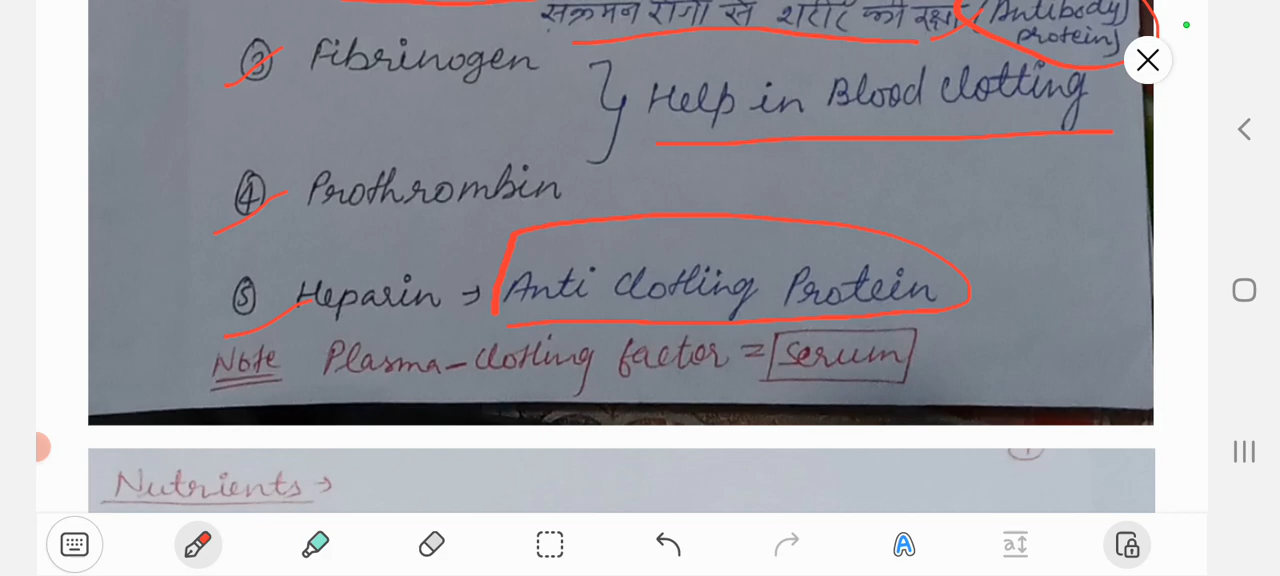 संक्रमन रोगों से शरीर की रक्षा (Antibody
protein)
③ Fibrinogen
Help in Blood clotting
④ Prothrombin
⑤ Heparin → Anti clotting Protein
Note Plasma-clotting factor = serum
Nutrients →